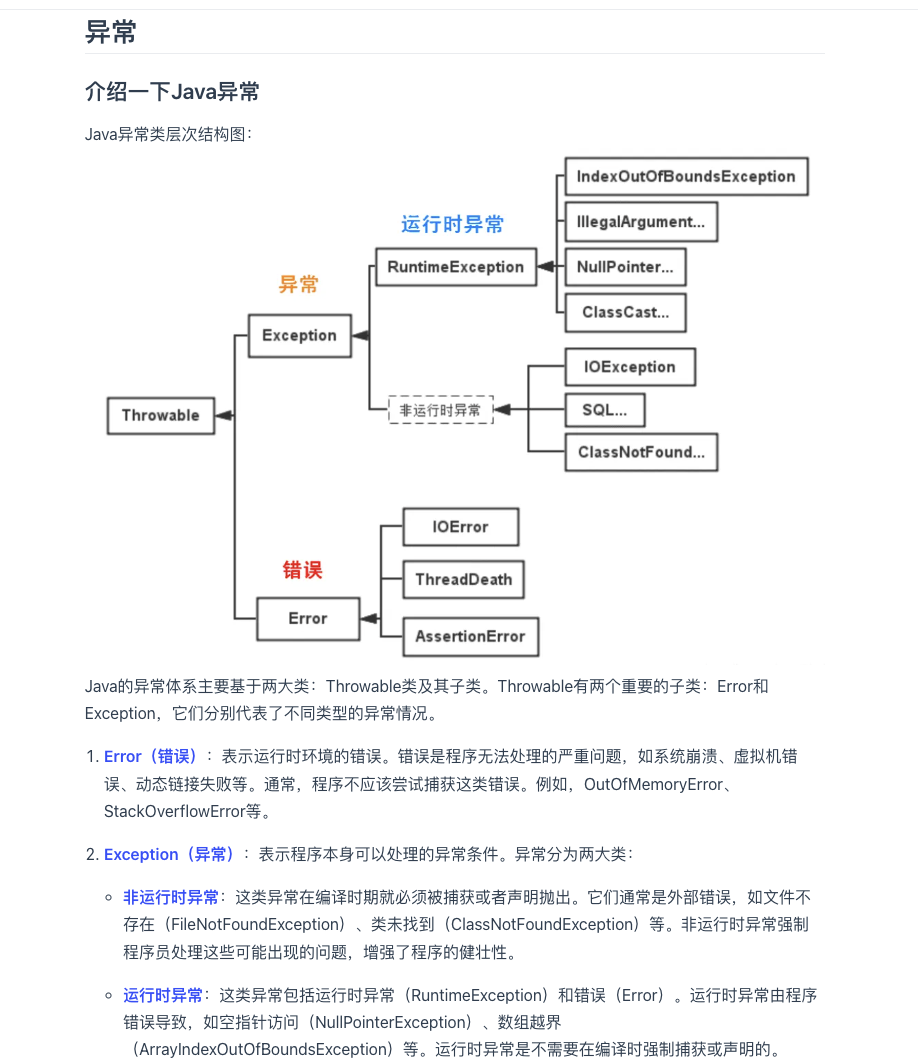 异常
介绍一下Java异常
Java异常类层次结构图：
IndexOutOfBoundsException
IllegalArgument...
运行时异常
RuntimeException
NullPointer...
ClassCast...
异常
Exception
IOException
非运行时异常
SQL...
Throwable
ClassNotFound...
IOError
错误
ThreadDeath
Error
AssertionError
Java的异常体系主要基于两大类：Throwable类及其子类。Throwable有两个重要的子类：Error和
Exception，它们分别代表了不同类型的异常情况。
1. Error（错误）：表示运行时环境的错误。错误是程序无法处理的严重问题，如系统崩溃、虚拟机错
误、动态链接失败等。通常，程序不应该尝试捕获这类错误。例如，OutOfMemoryError、
StackOverflowError等。
2. Exception（异常）：表示程序本身可以处理的异常条件。异常分为两大类：
非运行时异常：这类异常在编译时期就必须被捕获或者声明抛出。它们通常是外部错误，如文件不
存在（FileNotFoundException）、类未找到（ClassNotFoundException）等。非运行时异常强制
程序员处理这些可能出现的问题，增强了程序的健壮性。
运行时异常：这类异常包括运行时异常（RuntimeException）和错误（Error）。运行时异常由程序
错误导致，如空指针访问（NullPointerException）、数组越界
（ArrayIndexOutOfBoundsException）等。运行时异常是不需要在编译时强制捕获或声明的。